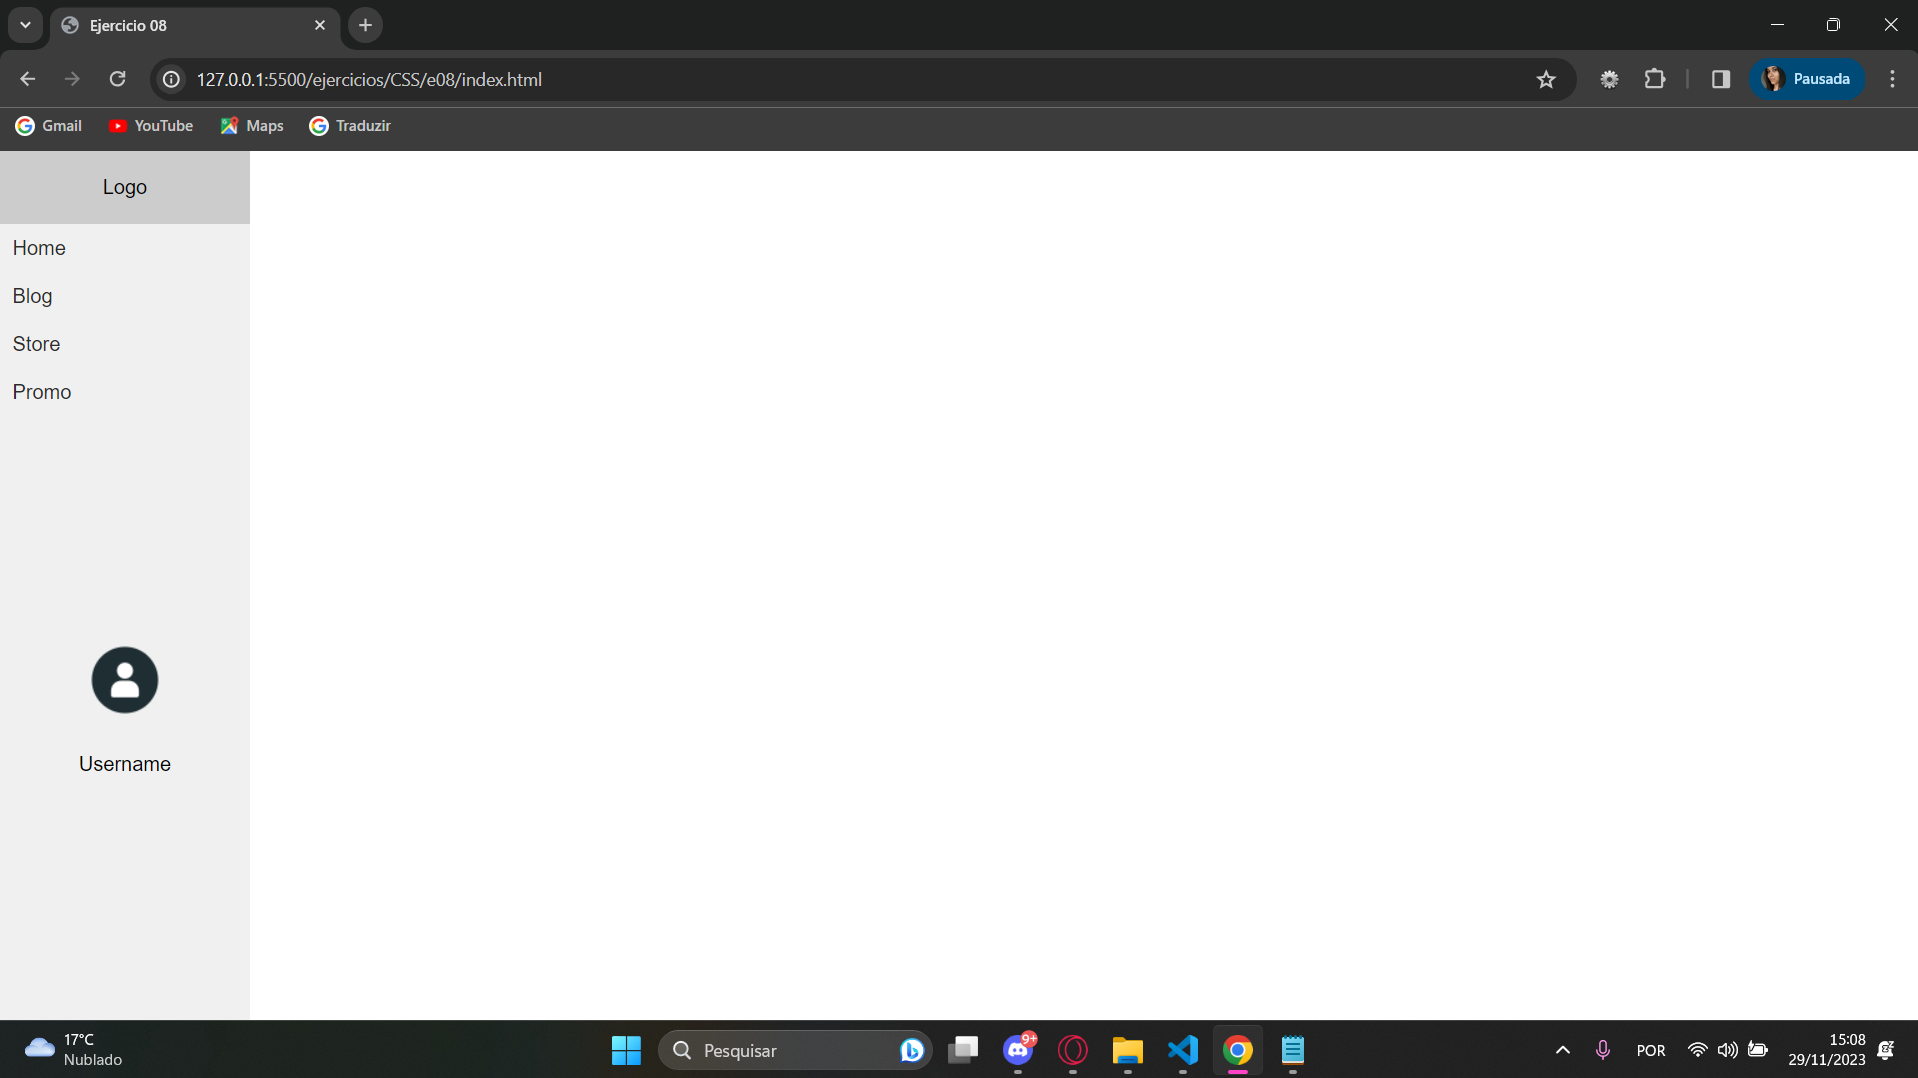 Ejercicio 08
127.0.0.1:5500/ejercicios/CSS/e08/index.html
Pausada
Gmail
YouTube
Maps
Traduzir
Logo
Home
Blog
Store
Promo
Username
17°C
Nublado
Pesquisar
9+
POR
15:08
29/11/2023